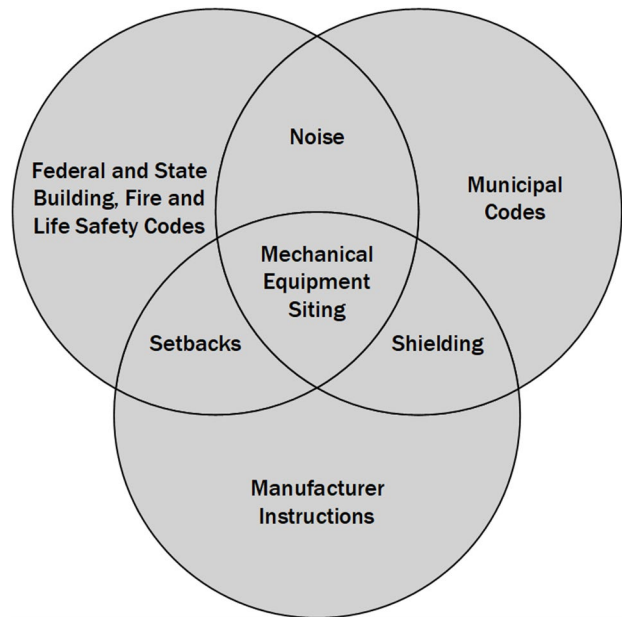 Noise
Federal and State
Building, Fire and
Life Safety Codes
Municipal
Codes
Mechanical
Equipment
Siting
Setbacks
Shielding
Manufacturer
Instructions